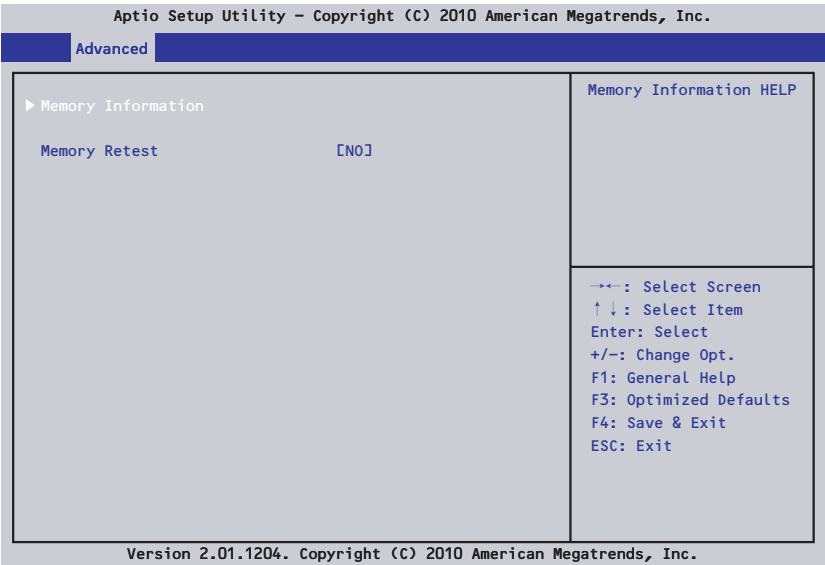 Aptio Setup Utility – Copyright (C) 2010 American Megatrends, Inc.
Advanced
▶ Memory Information
Memory Retest [NO]
Memory Information HELP
→←: Select Screen
↑↓: Select Item
Enter: Select
+/-: Change Opt.
F1: General Help
F3: Optimized Defaults
F4: Save & Exit
ESC: Exit
Version 2.01.1204. Copyright (C) 2010 American Megatrends, Inc.